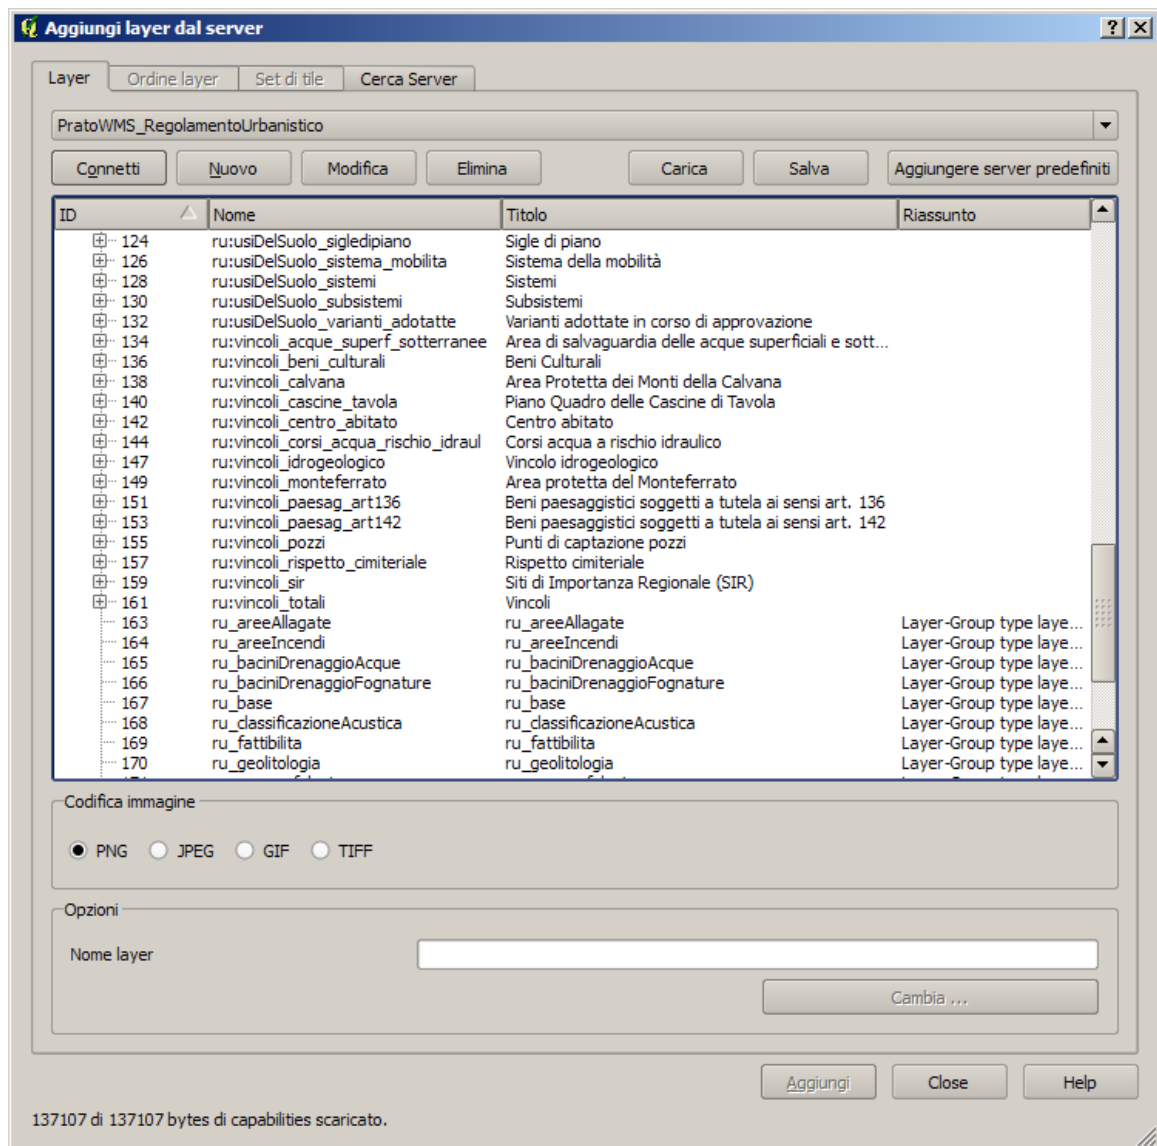 Aggiungi layer dal server
Layer Ordine layer Set di tile Cerca Server
PratoWMS_RegolamentoUrbanistico
Connetti Nuovo Modifica Elimina Carica Salva Aggiungere server predefiniti
ID Nome Titolo Riassunto
124 ru:usiDelSuolo_sigledipiano Sigle di piano
126 ru:usiDelSuolo_sistema_mobilita Sistema della mobilità
128 ru:usiDelSuolo_sistemi Sistemi
130 ru:usiDelSuolo_subsistemi Subsistemi
132 ru:usiDelSuolo_varianti_adotatte Varianti adottate in corso di approvazione
134 ru:vincoli_acque_superf_sotterranee Area di salvaguardia delle acque superficiali e sott...
136 ru:vincoli_beni_culturali Beni Culturali
138 ru:vincoli_calvana Area Protetta dei Monti della Calvana
140 ru:vincoli_cascine_tavola Piano Quadro delle Cascine di Tavola
142 ru:vincoli_centro_abitato Centro abitato
144 ru:vincoli_corsi_acqua_rischio_idraul Corsi acqua a rischio idraulico
147 ru:vincoli_idrogeologico Vincolo idrogeologico
149 ru:vincoli_monteferrato Area protetta del Monteferrato
151 ru:vincoli_paesag_art136 Beni paesaggistici soggetti a tutela ai sensi art. 136
153 ru:vincoli_paesag_art142 Beni paesaggistici soggetti a tutela ai sensi art. 142
155 ru:vincoli_pozzi Punti di captazione pozzi
157 ru:vincoli_rispetto_cimiteriale Rispetto cimiteriale
159 ru:vincoli_sir Siti di Importanza Regionale (SIR)
161 ru:vincoli_totali Vincoli
163 ru_areeAllagate ru_areeAllagate Layer-Group type laye...
164 ru_areeIncendi ru_areeIncendi Layer-Group type laye...
165 ru_baciniDrenaggioAcque ru_baciniDrenaggioAcque Layer-Group type laye...
166 ru_baciniDrenaggioFognature ru_baciniDrenaggioFognature Layer-Group type laye...
167 ru_base ru_base Layer-Group type laye...
168 ru_classificazioneAcustica ru_classificazioneAcustica Layer-Group type laye...
169 ru_fattibilita ru_fattibilita Layer-Group type laye...
170 ru_geolitologia ru_geolitologia Layer-Group type laye...
Codifica immagine
PNG JPEG GIF TIFF
Opzioni
Nome layer
Cambia ...
Aggiungi Close Help
137107 di 137107 bytes di capabilities scaricato.